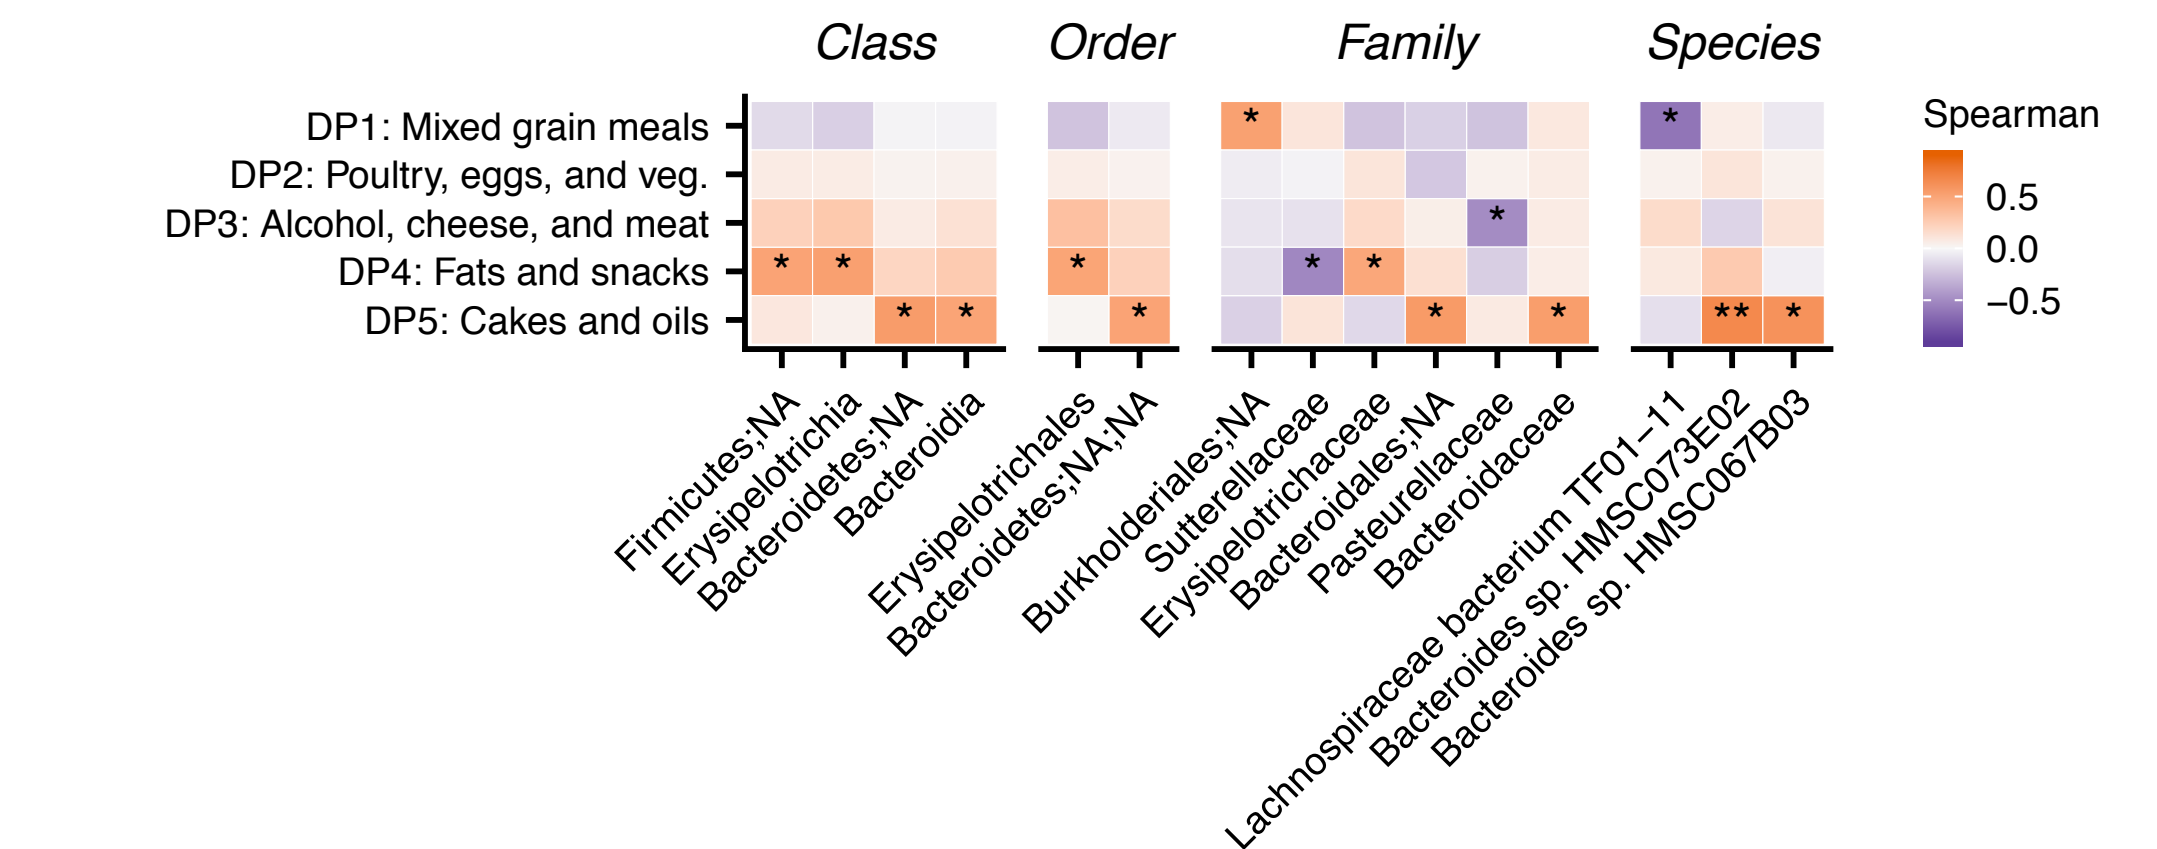 Class Order Family Species
DP1: Mixed grain meals * *
DP2: Poultry, eggs, and veg.
DP3: Alcohol, cheese, and meat *
DP4: Fats and snacks * * * * *
DP5: Cakes and oils * * * * * ** *
Spearman
0.5
0.0
−0.5
Firmicutes;NA
Erysipelotrichia
Bacteroidetes;NA
Bacteroidia
Erysipelotrichales
Bacteroidetes;NA;NA
Burkholderiales;NA
Sutterellaceae
Erysipelotrichaceae
Bacteroidales;NA
Pasteurellaceae
Bacteroidaceae
Lachnospiraceae bacterium TF01−11
Bacteroides sp. HMSC073E02
Bacteroides sp. HMSC067B03